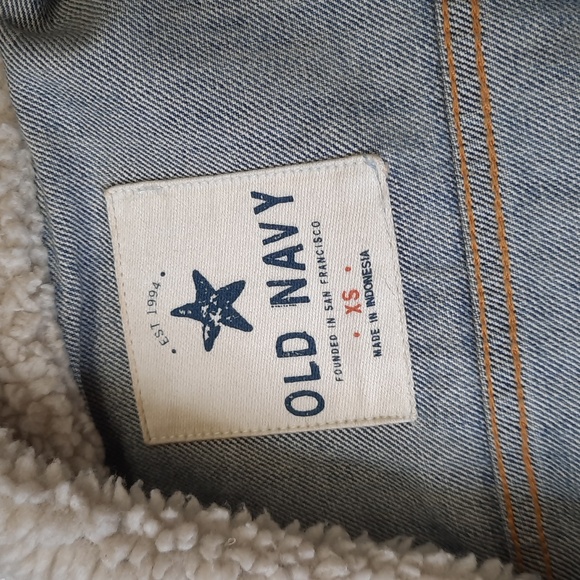 • EST 1994 •
OLD NAVY
FOUNDED IN SAN FRANCISCO
• XS •
MADE IN INDONESIA